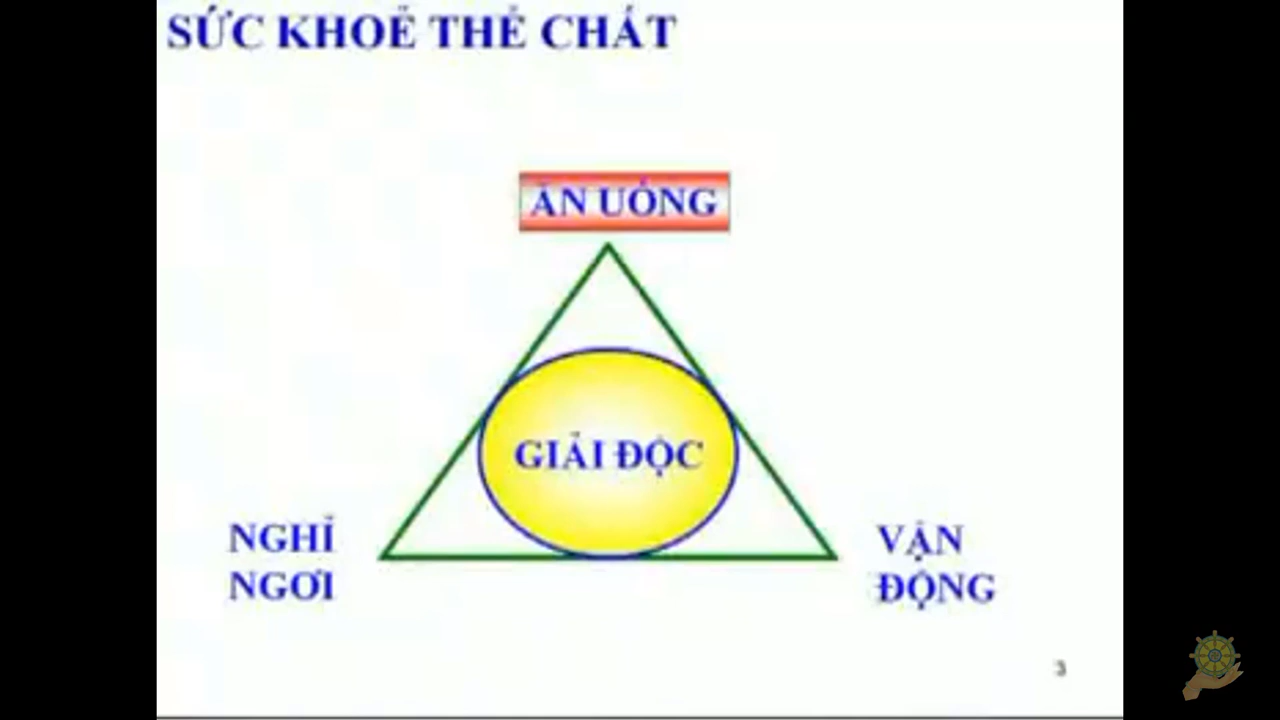 SỨC KHOẺ THỂ CHẤT
ĂN UỐNG
GIẢI ĐỘC
NGHỈ
NGƠI
VẬN
ĐỘNG
3